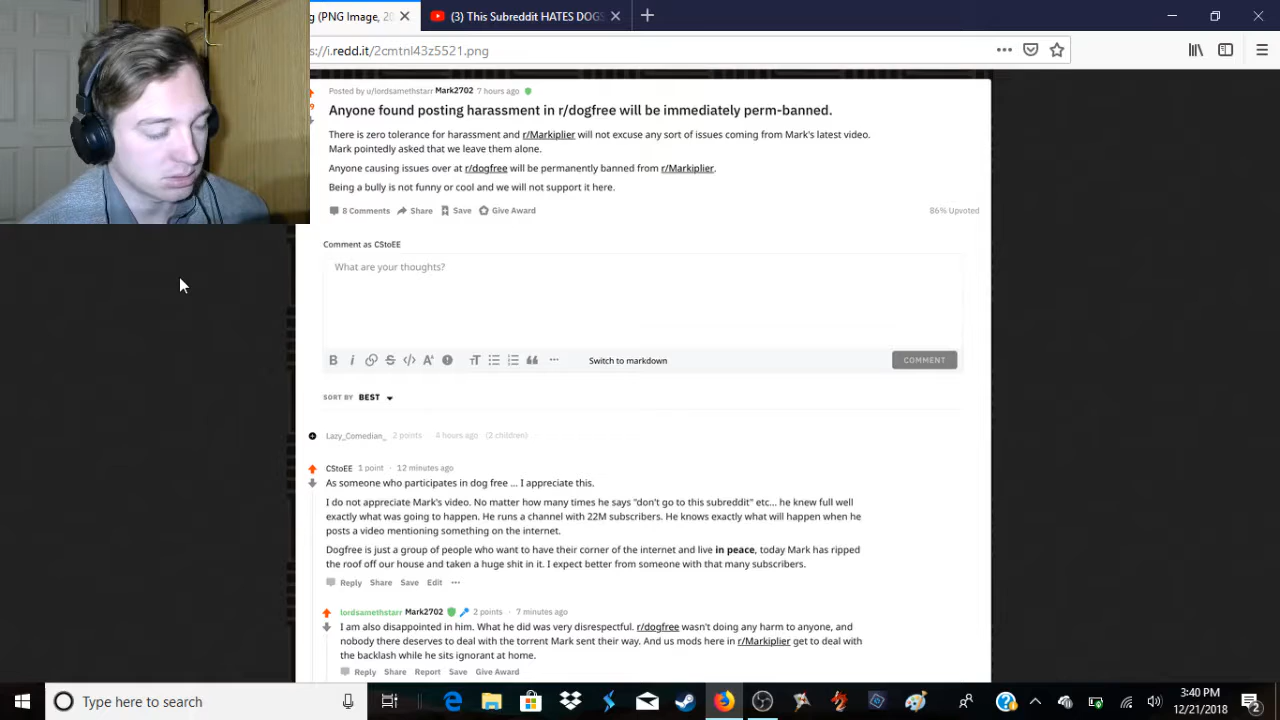 g (PNG Image, 28
this subreddit HATES DOGS
s://i.redd.it/2cmtnl43z5521.png
Posted by u/lordsamethstarr Mark2702 7 hours ago
9
Anyone found posting harassment in r/dogfree will be immediately perm-banned.
There is zero tolerance for harassment and r/Markiplier will not excuse any sort of issues coming from Mark's latest video.
Mark pointedly asked that we leave them alone.
Anyone causing issues over at r/dogfree will be permanently banned from r/Markiplier.
Being a bully is not funny or cool and we will not support it here.
8 Comments Share Save Give Award 86% Upvoted
Comment as CStoEE
What are your thoughts?
B i S </> A TT Switch to markdown COMMENT
SORT BY BEST
Lazy_Comedian_ 2 points · 4 hours ago (2 children)
CStoEE 1 point · 12 minutes ago
As someone who participates in dog free ... I appreciate this.
I do not appreciate Mark's video. No matter how many times he says "don't go to this subreddit" etc... he knew full well
exactly what was going to happen. He runs a channel with 22M subscribers. He knows exactly what will happen when he
posts a video mentioning something on the internet.
Dogfree is just a group of people who want to have their corner of the internet and live in peace, today Mark has ripped
the roof off our house and taken a huge shit in it. I expect better from someone with that many subscribers.
Reply Share Save Edit ...
lordsamethstarr Mark2702 2 points · 7 minutes ago
I am also disappointed in him. What he did was very disrespectful. r/dogfree wasn't doing any harm to anyone, and
nobody there deserves to deal with the torrent Mark sent their way. And us mods here in r/Markiplier get to deal with
the backlash while he sits ignorant at home.
Reply Share Report Save Give Award
Type here to search
3:40 PM
12/21/2018
2